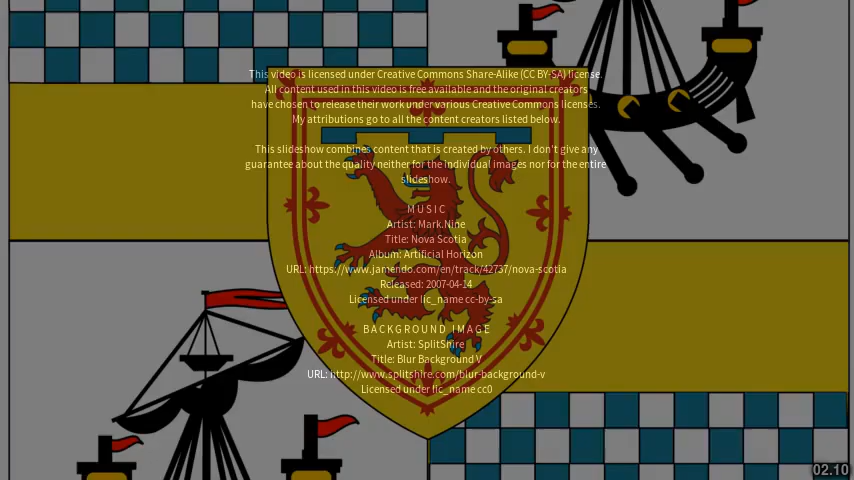 This video is licensed under Creative Commons Share-Alike (CC BY-SA) license.
All content used in this video is free available and the original creators
have chosen to release their work under various Creative Commons licenses.
My attributions go to all the content creators listed below.
This slideshow combines content that is created by others. I don't give any
guarantee about the quality neither for the individual images nor for the entire
slideshow.
MUSIC
Artist: Mark.Nine
Title: Nova Scotia
Album: Artificial Horizon
URL: https://www.jamendo.com/en/track/42737/nova-scotia
Released: 2007-04-14
Licensed under lic_name cc-by-sa
BACKGROUND IMAGE
Artist: SplitShire
Title: Blur Background V
URL: http://www.splitshire.com/blur-background-v
Licensed under lic_name cc0
02.10